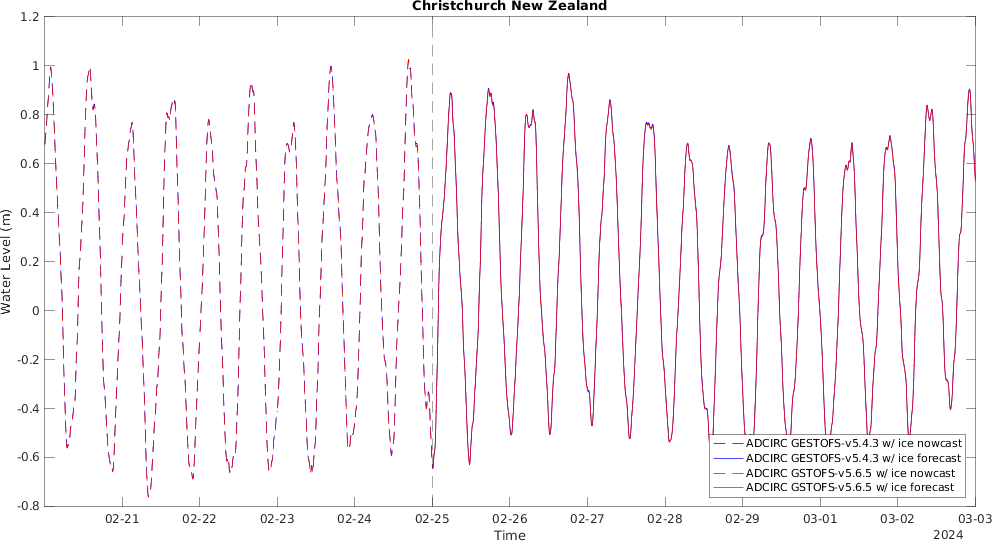 Christchurch New Zealand
1.2
1
0.8
0.6
0.4
0.2
0
-0.2
-0.4
-0.6
-0.8
Water Level (m)
ADCIRC GESTOFS-v5.4.3 w/ ice nowcast
ADCIRC GESTOFS-v5.4.3 w/ ice forecast
ADCIRC GSTOFS-v5.6.5 w/ ice nowcast
ADCIRC GSTOFS-v5.6.5 w/ ice forecast
02-21 02-22 02-23 02-24 02-25 02-26 02-27 02-28 02-29 03-01 03-02 03-03
Time
2024